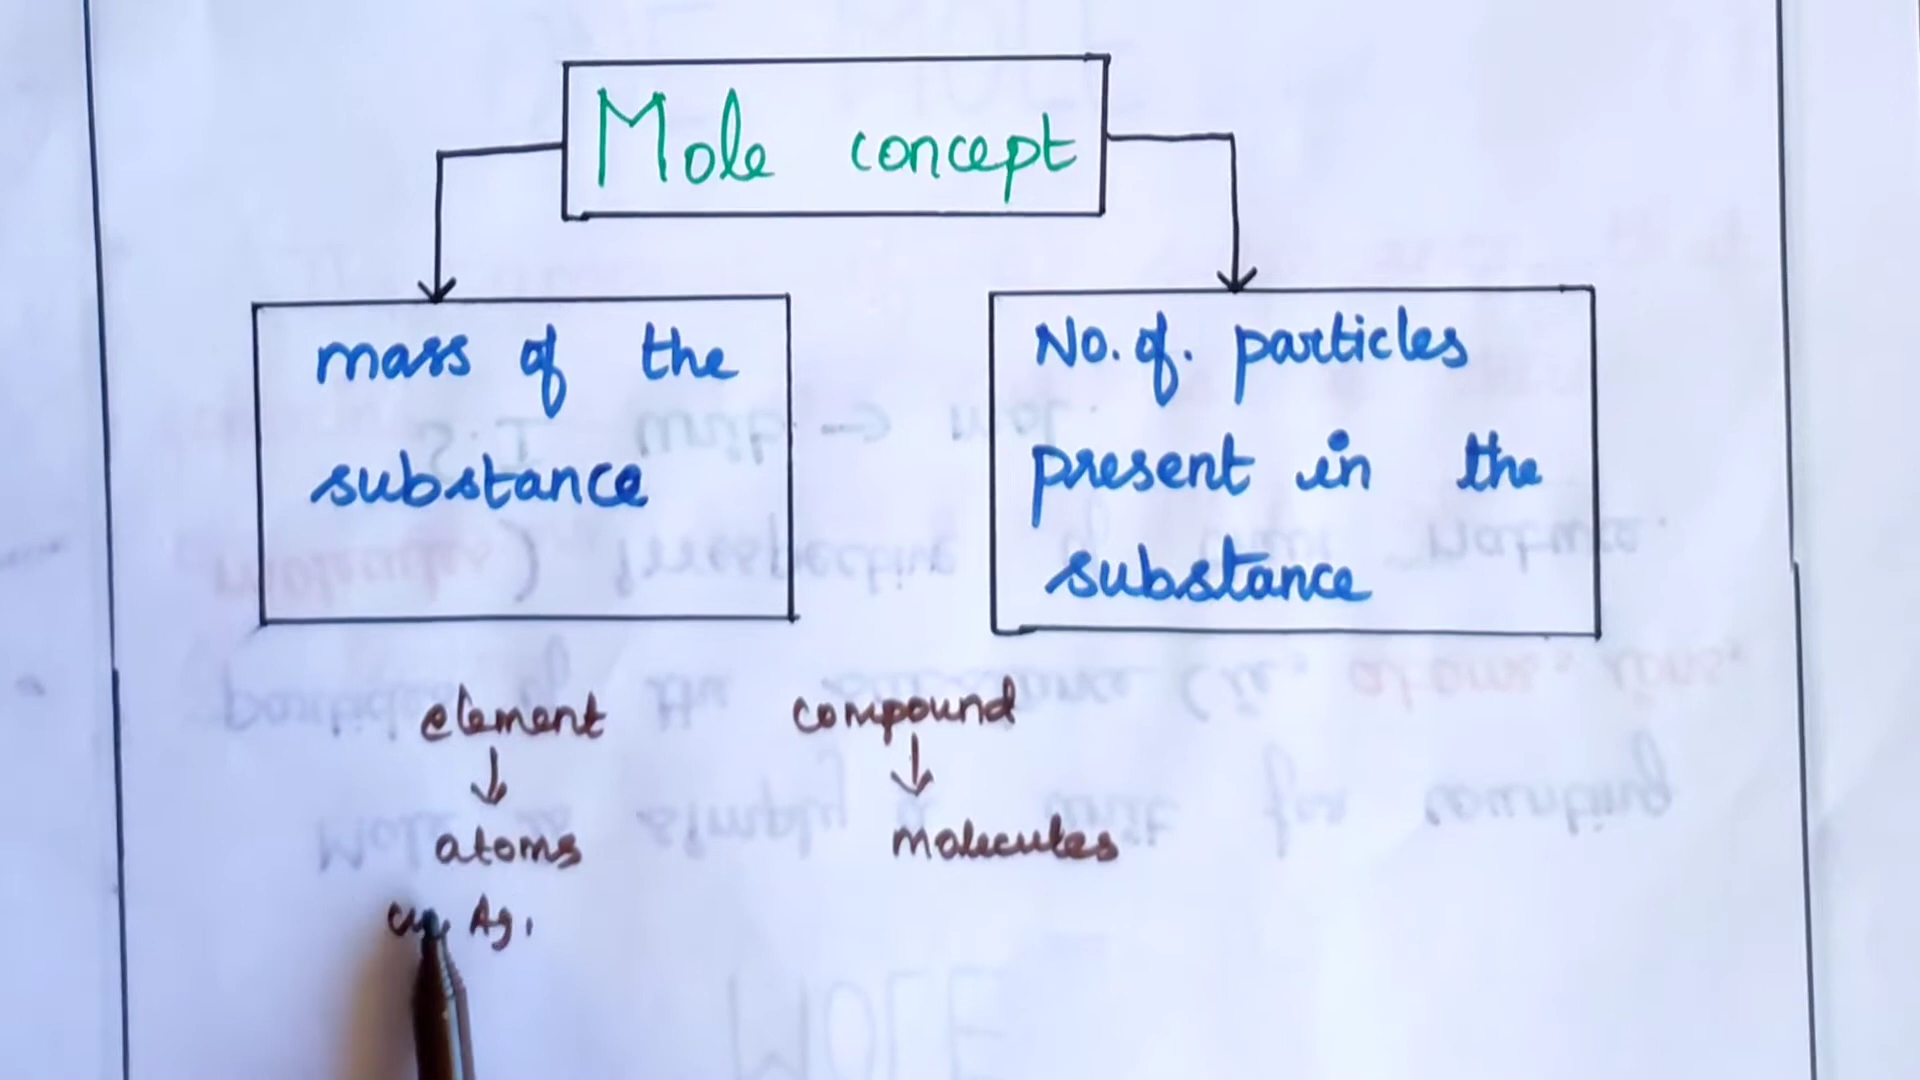 Mole concept
mass of the
substance
No. of. particles
present in the
substance
element
compound
↓
↓
atoms
molecules
Ag,